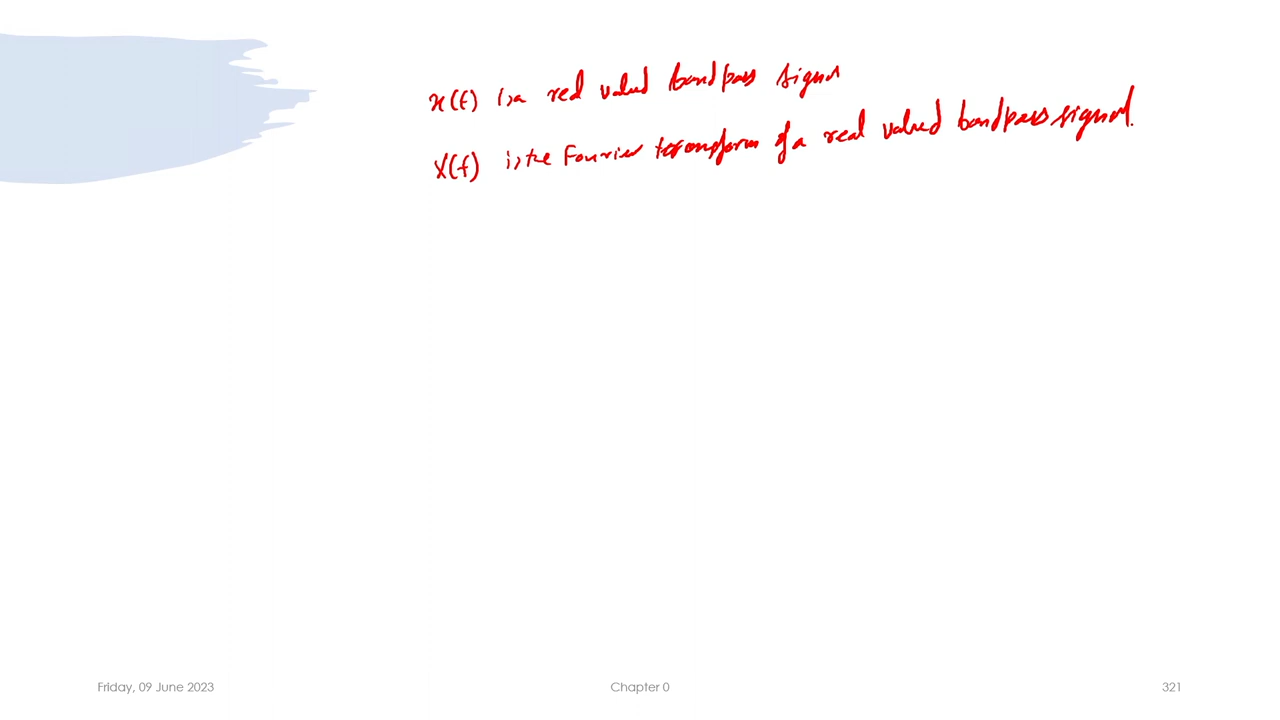 x(t) is a real valued bandpass signal
X(f) is the Fourier transform of a real valued bandpass signal.
Friday, 09 June 2023
Chapter 0
321